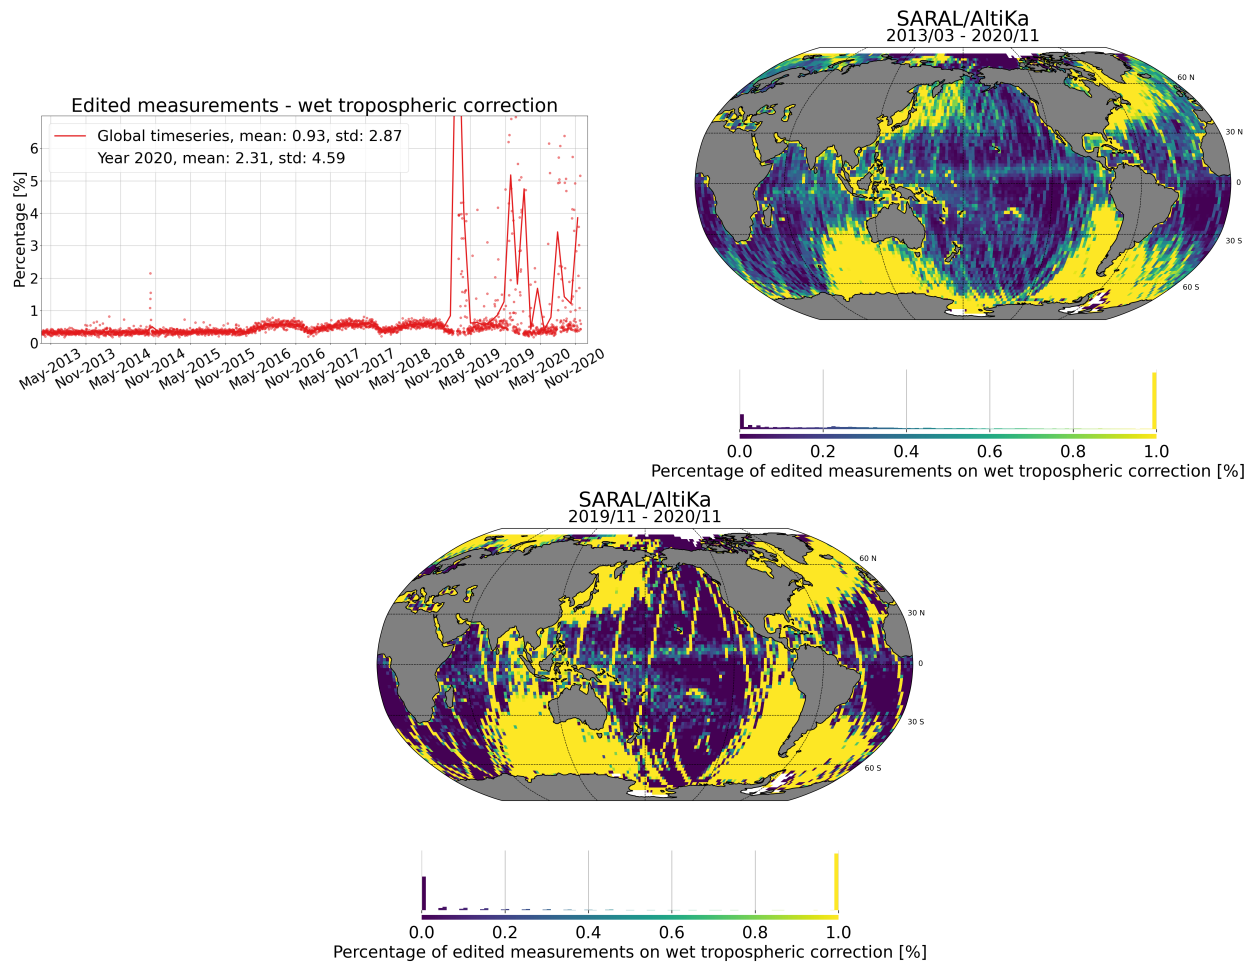 Edited measurements - wet tropospheric correction
Global timeseries, mean: 0.93, std: 2.87
Year 2020, mean: 2.31, std: 4.59
Percentage [%]
6
5
4
3
2
1
0
May-2013
Nov-2013
May-2014
Nov-2014
May-2015
Nov-2015
May-2016
Nov-2016
May-2017
Nov-2017
May-2018
Nov-2018
May-2019
Nov-2019
May-2020
Nov-2020
SARAL/AltiKa
2013/03 - 2020/11
60 N
30 N
0
30 S
60 S
0.0 0.2 0.4 0.6 0.8 1.0
Percentage of edited measurements on wet tropospheric correction [%]
SARAL/AltiKa
2019/11 - 2020/11
60 N
30 N
0
30 S
60 S
0.0 0.2 0.4 0.6 0.8 1.0
Percentage of edited measurements on wet tropospheric correction [%]